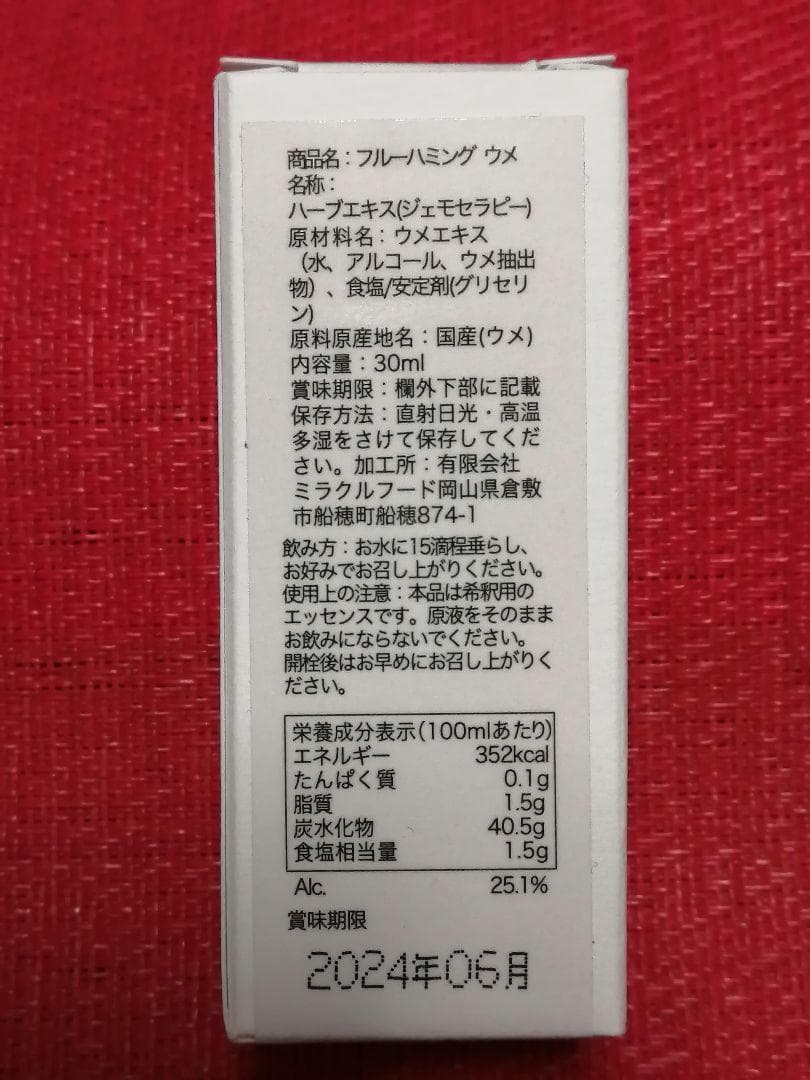 商品名：フルーハミング ウメ
名称：
ハーブエキス(ジェモセラピー)
原材料名：ウメエキス
（水、アルコール、ウメ抽出
物）、食塩/安定剤(グリセリ
ン)
原料原産地名：国産(ウメ)
内容量：30ml
賞味期限：欄外下部に記載
保存方法：直射日光・高温
多湿をさけて保存してくだ
さい。加工所：有限会社
ミラクルフード岡山県倉敷
市船穂町船穂874-1
飲み方：お水に15滴程垂らし、
お好みでお召し上がりください。
使用上の注意：本品は希釈用の
エッセンスです。原液をそのまま
お飲みにならないでください。
開栓後はお早めにお召し上がりく
ださい。
栄養成分表示(100mlあたり)
エネルギー 352kcal
たんぱく質 0.1g
脂質 1.5g
炭水化物 40.5g
食塩相当量 1.5g
Alc. 25.1%
賞味期限
2024年06月